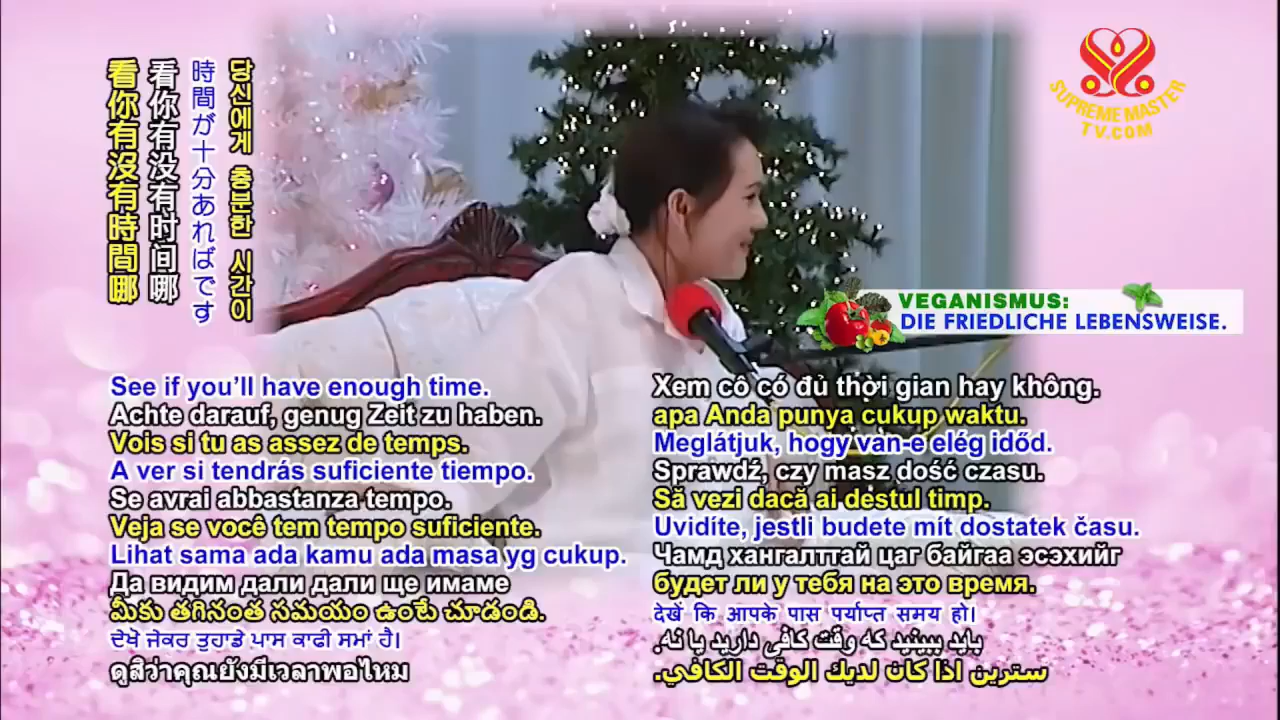 看你有沒有時間哪
看你有没有时间哪
時間が十分あればです
당신에게 충분한 시간이
SUPREME MASTER
TV.COM
VEGANISMUS:
DIE FRIEDLICHE LEBENSWEISE.
See if you’ll have enough time.
Achte darauf, genug Zeit zu haben.
Vois si tu as assez de temps.
A ver si tendrás suficiente tiempo.
Se avrai abbastanza tempo.
Veja se você tem tempo suficiente.
Lihat sama ada kamu ada masa yg cukup.
Да видим дали дали ще имаме
మీకు తగినంత సమయం ఉంటే చూడండి.
ਦੇਖੋ ਜੇਕਰ ਤੁਹਾਡੇ ਪਾਸ ਕਾਫੀ ਸਮਾਂ ਹੈ।
ดูสิว่าคุณยังมีเวลาพอไหม
Xem cô có đủ thời gian hay không.
apa Anda punya cukup waktu.
Meglátjuk, hogy van-e elég időd.
Sprawdź, czy masz dość czasu.
Să vezi dacă ai destul timp.
Uvidíte, jestli budete mít dostatek času.
Чамд хангалттай цаг байгаа эсэхийг
будет ли у тебя на это время.
देखें कि आपके पास पर्याप्त समय हो।
باید ببینید که وقت کافی دارید یا نه.
سترين اذا كان لديك الوقت الكافي.